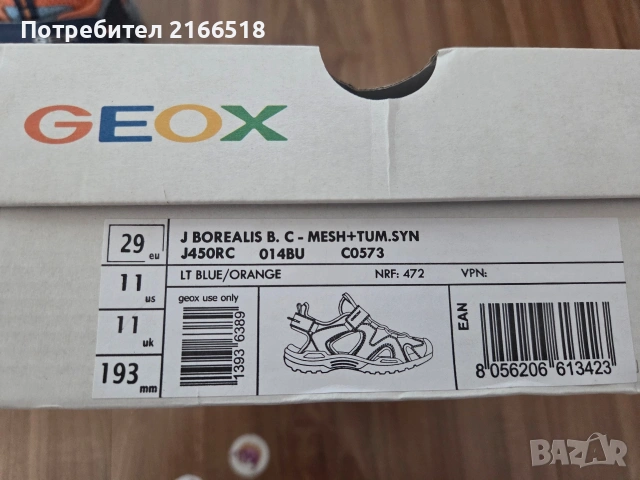 Потребител 2166518
GEOX
29 eu
11 us
11 uk
193 mm
J BOREALIS B. C - MESH+TUM.SYN
J450RC 014BU C0573
LT BLUE/ORANGE NRF: 472 VPN:
geox use only
1393 6389
EAN
8 056206 613423
BAZAR